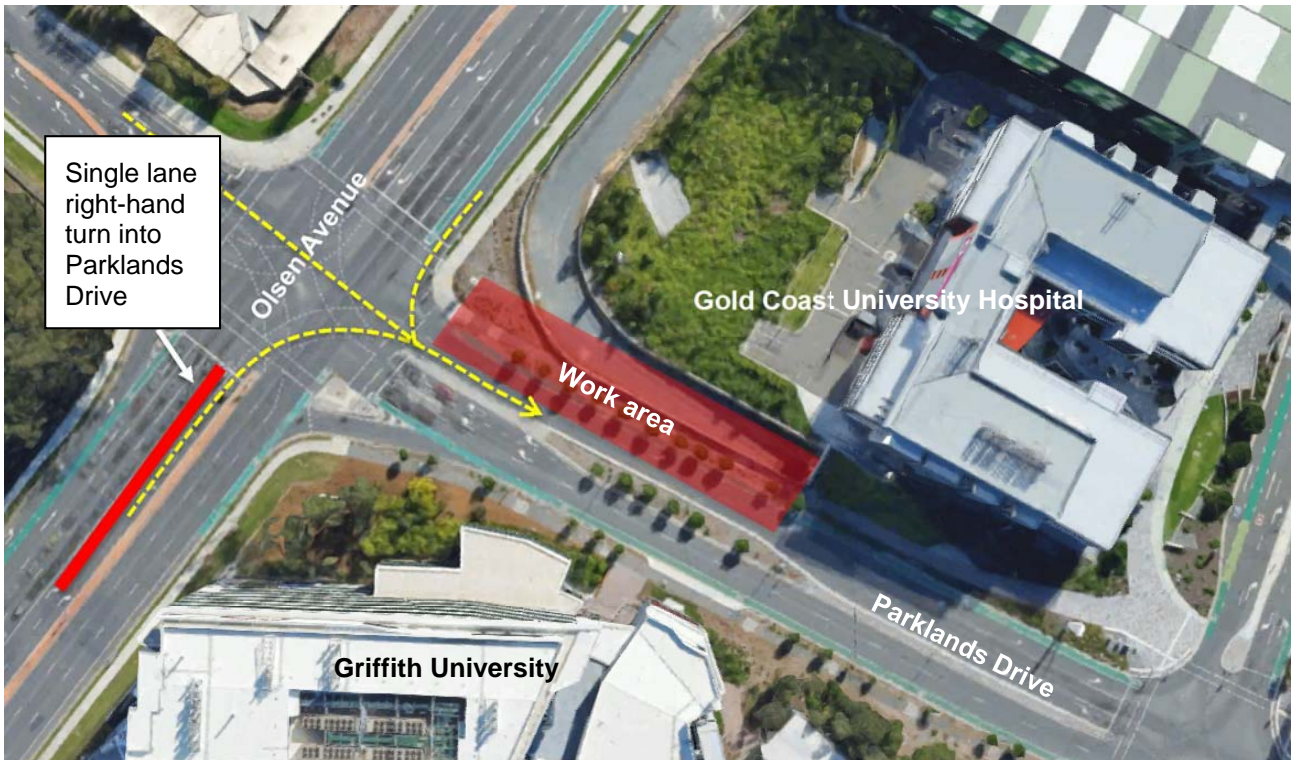 Single lane
right-hand
turn into
Parklands
Drive
Olsen Avenue
Gold Coast University Hospital
Work area
Parklands Drive
Griffith University